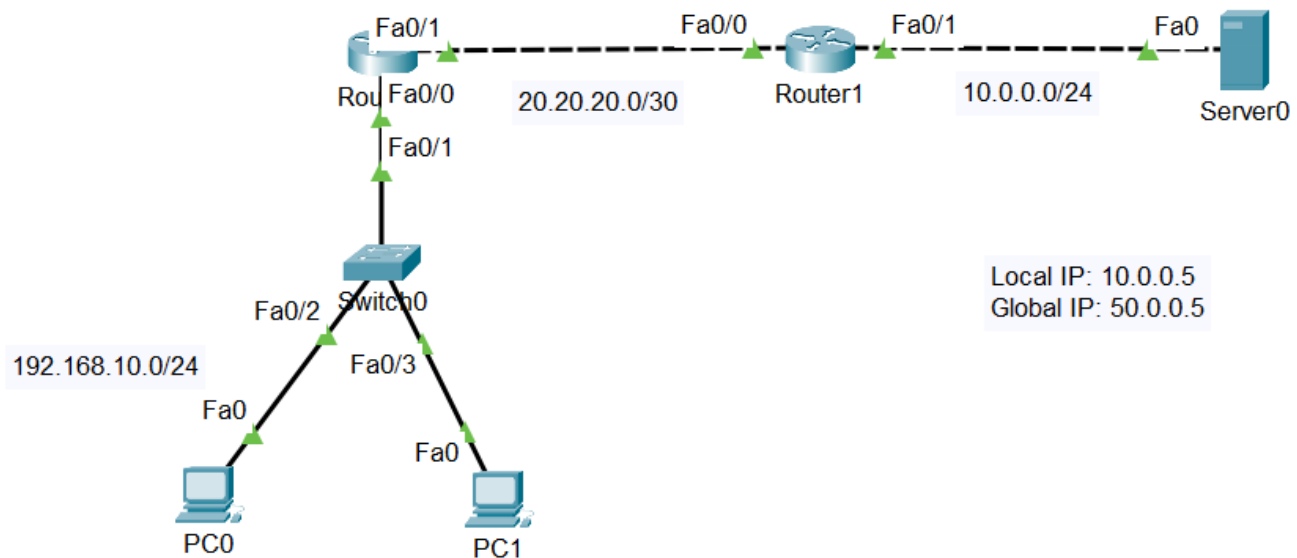 Fa0/1
Fa0/0
Fa0/1
Fa0
Rou
Fa0/0
20.20.20.0/30
Router1
10.0.0.0/24
Server0
Fa0/1
Local IP: 10.0.0.5
Global IP: 50.0.0.5
Switch0
Fa0/2
192.168.10.0/24
Fa0/3
Fa0
Fa0
PC0
PC1